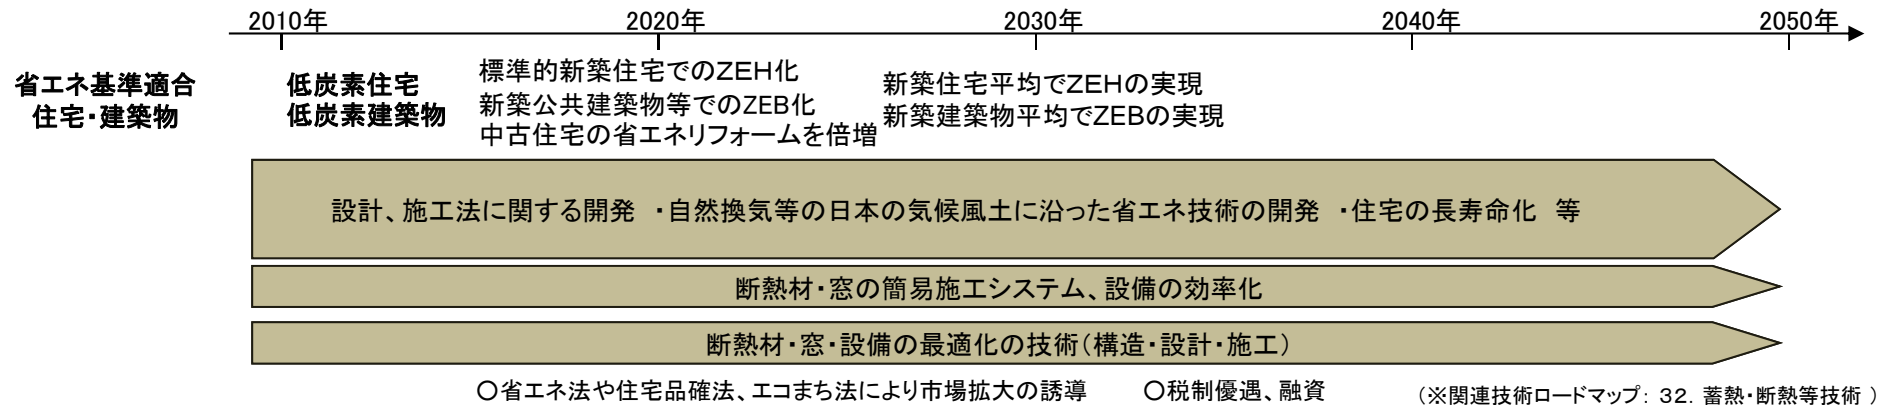 2010年 2020年 2030年 2040年 2050年
省エネ基準適合
住宅・建築物
低炭素住宅
低炭素建築物
標準的新築住宅でのZEH化
新築公共建築物等でのZEB化
中古住宅の省エネリフォームを倍増
新築住宅平均でZEHの実現
新築建築物平均でZEBの実現
設計、施工法に関する開発 ・自然換気等の日本の気候風土に沿った省エネ技術の開発 ・住宅の長寿命化 等
断熱材・窓の簡易施工システム、設備の効率化
断熱材・窓・設備の最適化の技術（構造・設計・施工）
○省エネ法や住宅品確法、エコまち法により市場拡大の誘導 ○税制優遇、融資
（※関連技術ロードマップ： 32．蓄熱・断熱等技術 ）